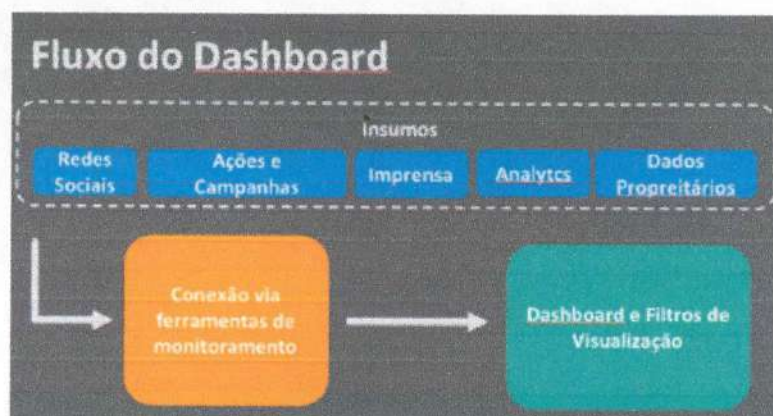 Fluxo do Dashboard
Insumos
Redes
Sociais
Ações e
Campanhas
Imprensa
Analytcs
Dados
Propreitários
Conexão via
ferramentas de
monitoramento
Dashboard e Filtros de
Visualização